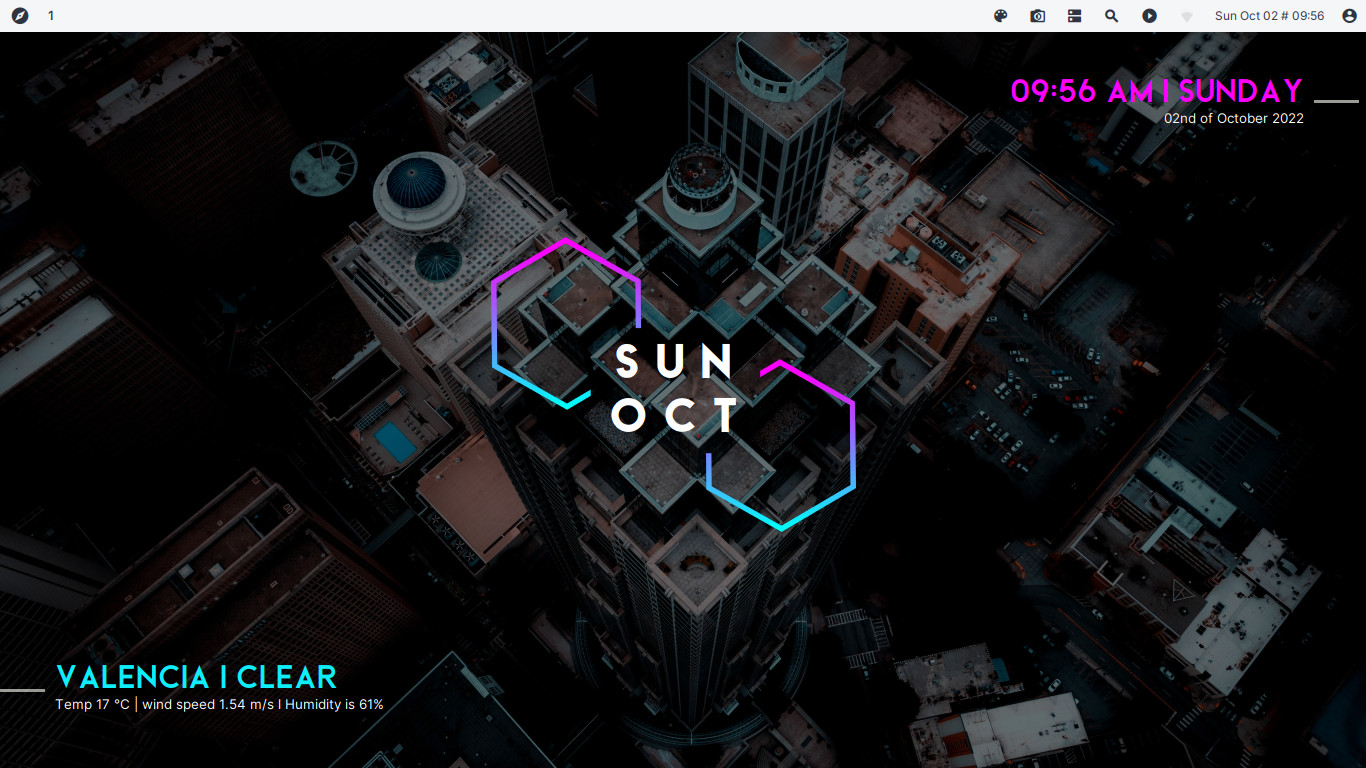 1
Sun Oct 02 # 09:56
09:56 AM | SUNDAY
02nd of October 2022
SUN
OCT
VALENCIA | CLEAR
Temp 17 °C | wind speed 1.54 m/s | Humidity is 61%